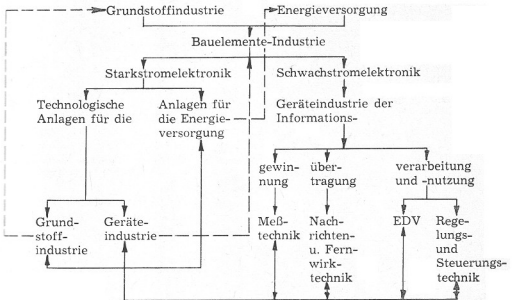 Grundstoffindustrie
Energieversorgung
Bauelemente-Industrie
Starkstromelektronik
Schwachstromelektronik
Technologische
Anlagen für die
Anlagen für
die Energie-
versorgung
Geräteindustrie der
Informations-
gewin-
nung
über-
tragung
verarbeitung
und -nutzung
Grund-
stoff-
industrie
Geräte-
industrie
Meß-
technik
Nach-
richten-
u. Fern-
wirk-
technik
EDV
Rege-
lungs-
und
Steuerungs-
technik